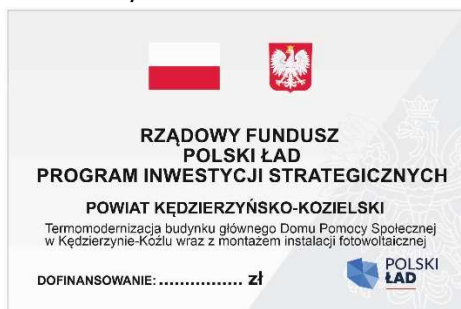 RZĄDOWY FUNDUSZ
POLSKI ŁAD
PROGRAM INWESTYCJI STRATEGICZNYCH
POWIAT KĘDZIERZYŃSKO-KOZIELSKI
Termomodernizacja budynku głównego Domu Pomocy Społecznej
w Kędzierzynie-Koźlu wraz z montażem instalacji fotowoltaicznej
DOFINANSOWANIE: ................ zł
POLSKI
ŁAD